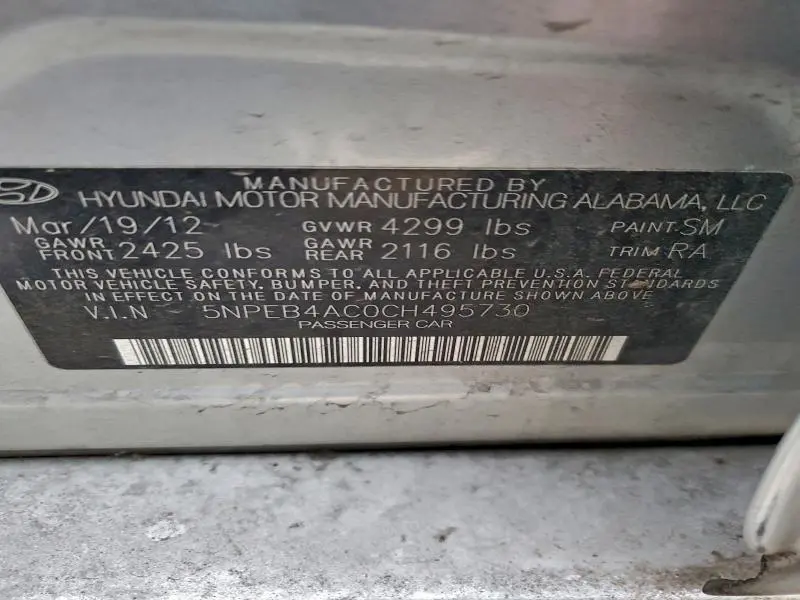 MANUFACTURED BY
HYUNDAI MOTOR MANUFACTURING ALABAMA, LLC
Mar/19/12 GVWR 4299 lbs PAINT:SM
GAWR FRONT 2425 lbs GAWR REAR 2116 lbs TRIM:RA
THIS VEHICLE CONFORMS TO ALL APPLICABLE U.S.A. FEDERAL
MOTOR VEHICLE SAFETY, BUMPER, AND THEFT PREVENTION STANDARDS
IN EFFECT ON THE DATE OF MANUFACTURE SHOWN ABOVE.
V.I.N 5NPEB4AC0CH495730
PASSENGER CAR